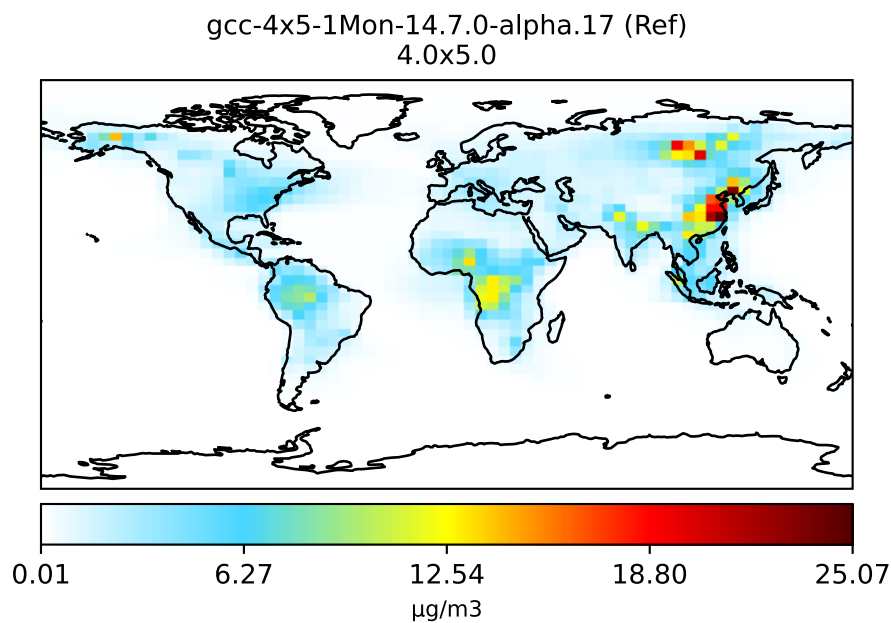 gcc-4x5-1Mon-14.7.0-alpha.17 (Ref)
4.0x5.0
0.01 6.27 12.54 18.80 25.07
μg/m3